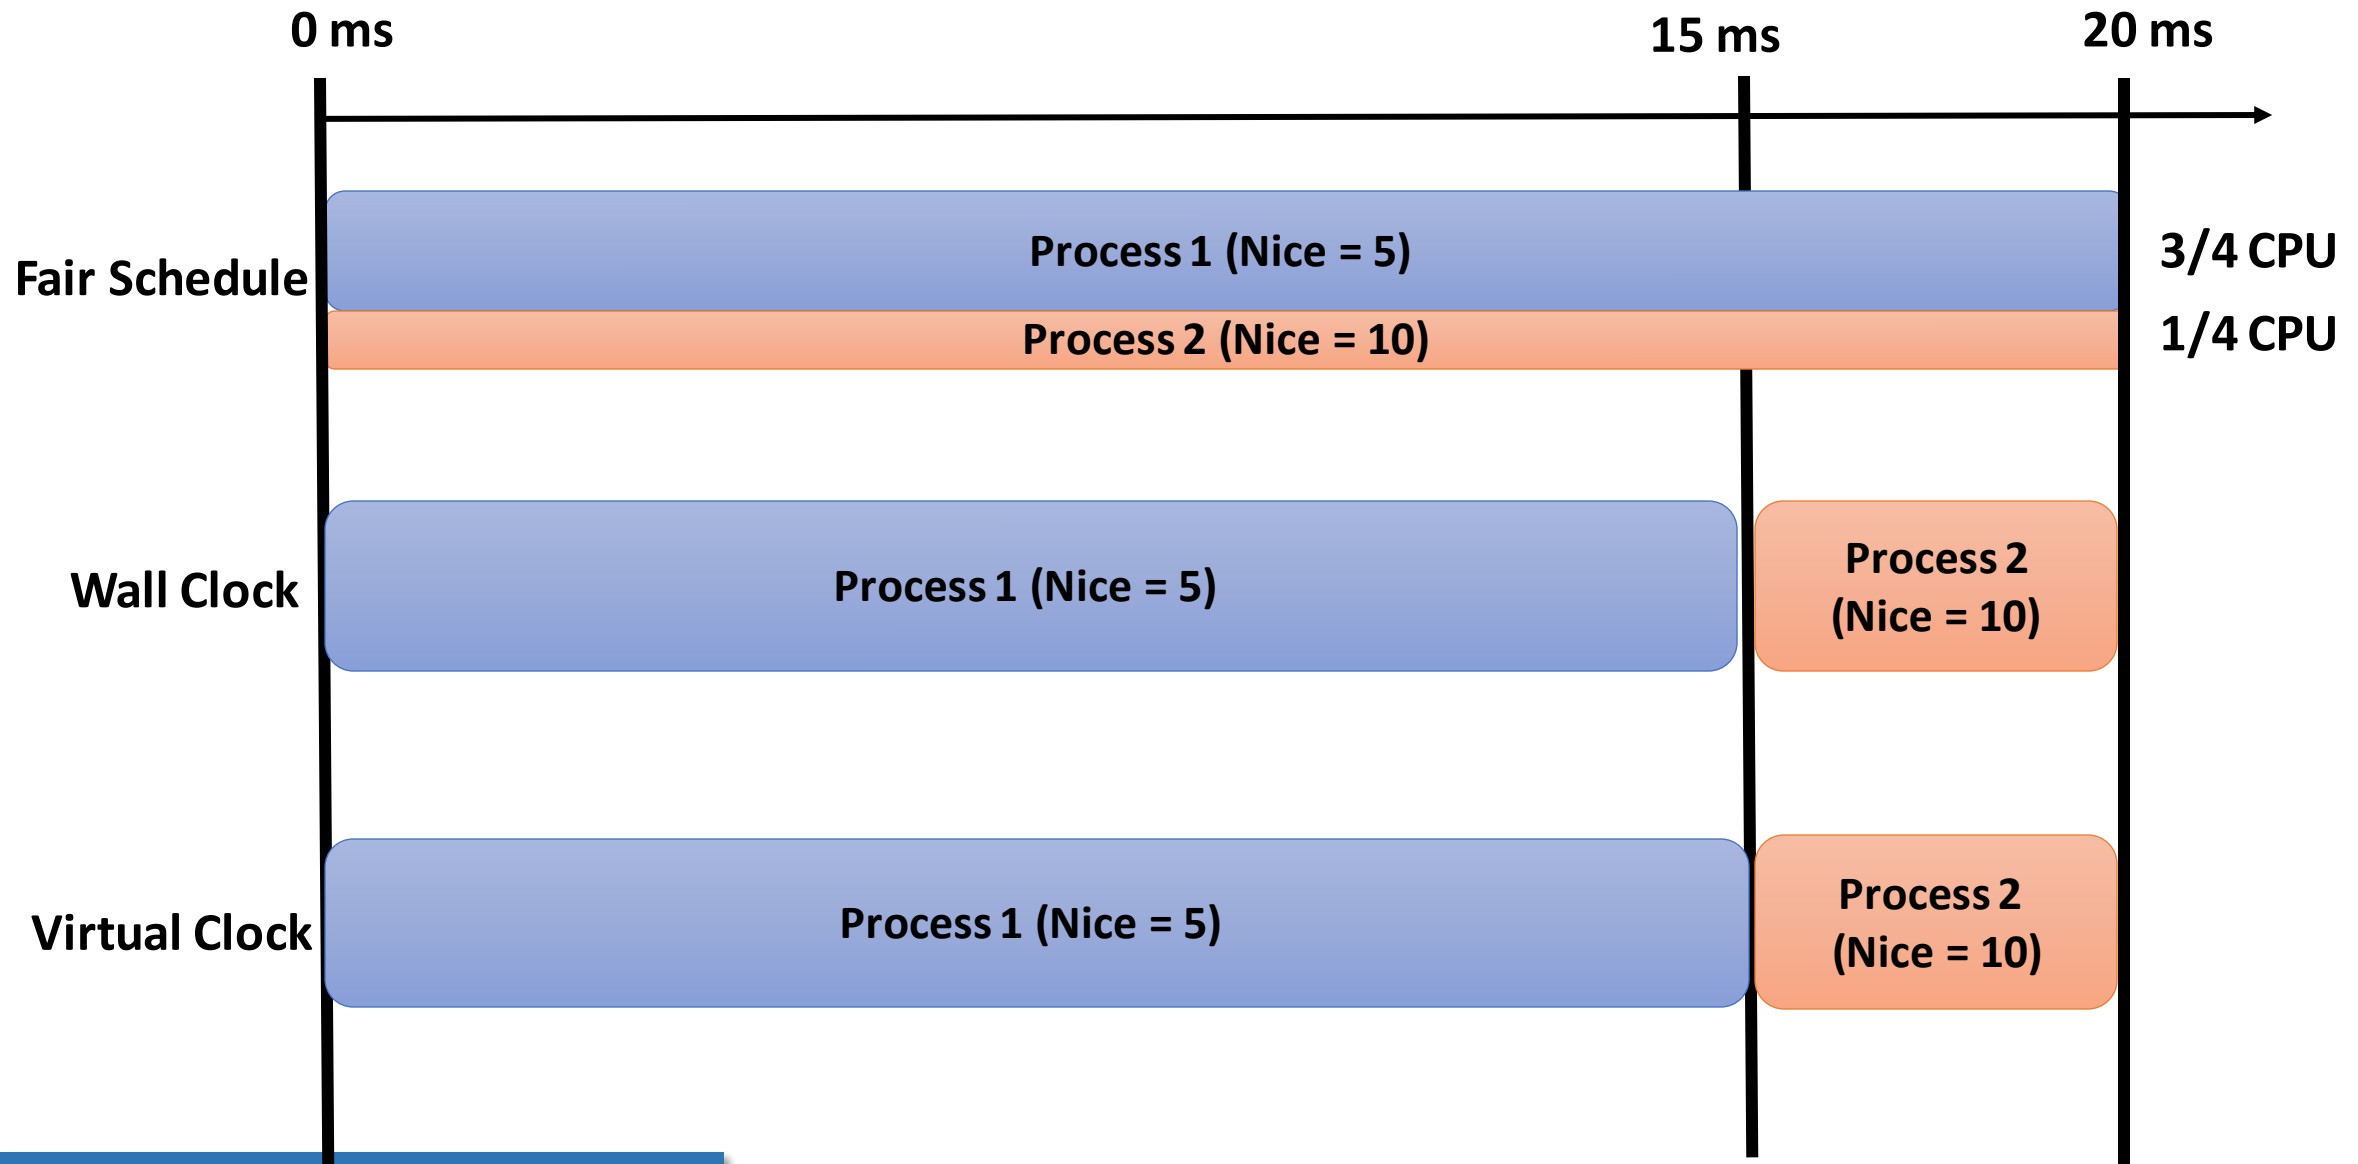 0 ms
15 ms
20 ms
Fair Schedule
Process 1 (Nice = 5)
3/4 CPU
Process 2 (Nice = 10)
1/4 CPU
Wall Clock
Process 1 (Nice = 5)
Process 2
(Nice = 10)
Virtual Clock
Process 1 (Nice = 5)
Process 2
(Nice = 10)